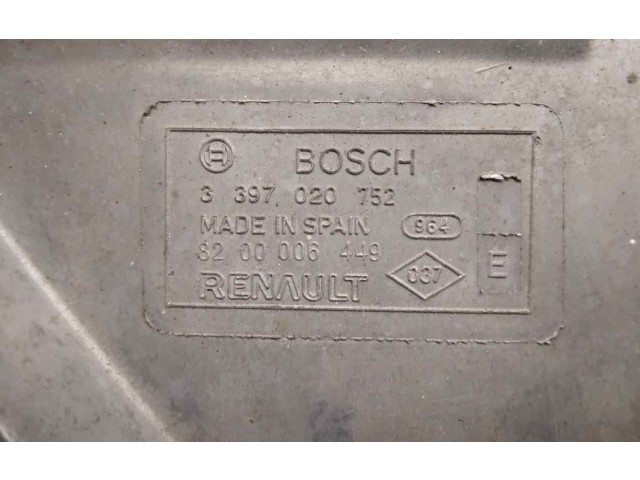 BOSCH
3 397 020 752
MADE IN SPAIN 964
82 00 006 449
RENAULT 037 E